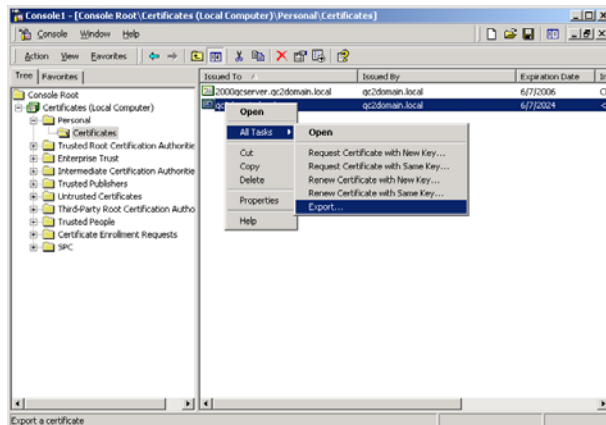 Console1 - [Console Root\Certificates (Local Computer)\Personal\Certificates]
Console Window Help
Action View Favorites
Tree Favorites
Issued To Issued By Expiration Date
Console Root
Certificates (Local Computer)
Personal
Certificates
Trusted Root Certification Authoritie
Enterprise Trust
Intermediate Certification Authoritie
Trusted Publishers
Untrusted Certificates
Third-Party Root Certification Autho
Trusted People
Certificate Enrollment Requests
SPC
2000qcserver.qc2domain.local qc2domain.local 6/7/2006
qc2domain.local 6/7/2024
Open
All Tasks
Cut
Copy
Delete
Properties
Help
Open
Request Certificate with New Key...
Request Certificate with Same Key...
Renew Certificate with New Key...
Renew Certificate with Same Key...
Export...
Export a certificate